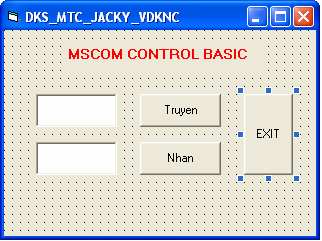 DKS_MTC_JACKY_VDKNC
MSCOM CONTROL BASIC
Truyen
EXIT
Nhan